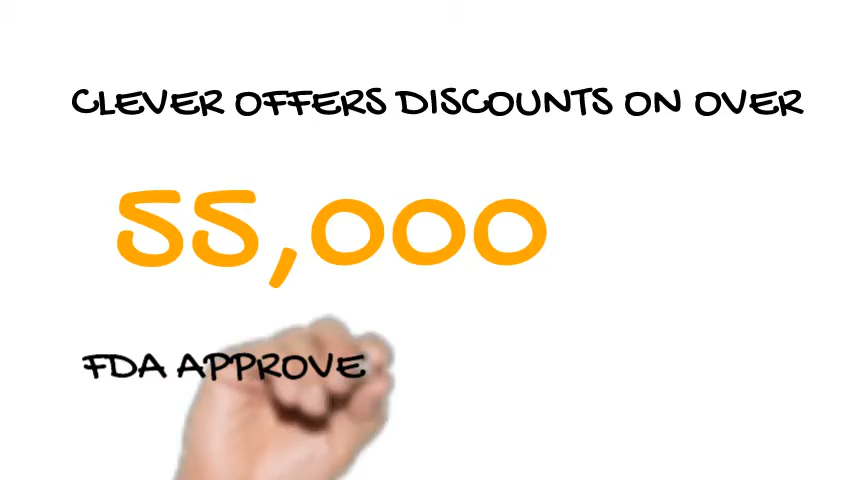 CLEVER OFFERS DISCOUNTS ON OVER
55,000
FDA APPROVE